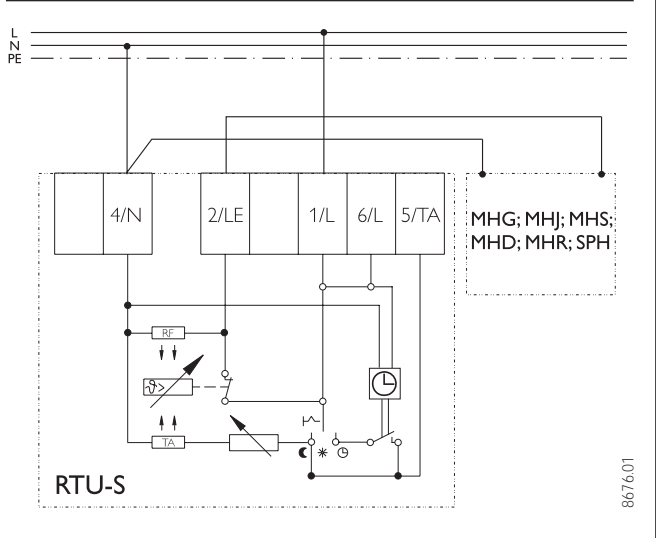 L
N
PE
4/N
2/LE
1/L
6/L
5/TA
MHG; MHJ; MHS;
MHD; MHR; SPH
RF
ϑ>
TA
RTU-S
8676.01